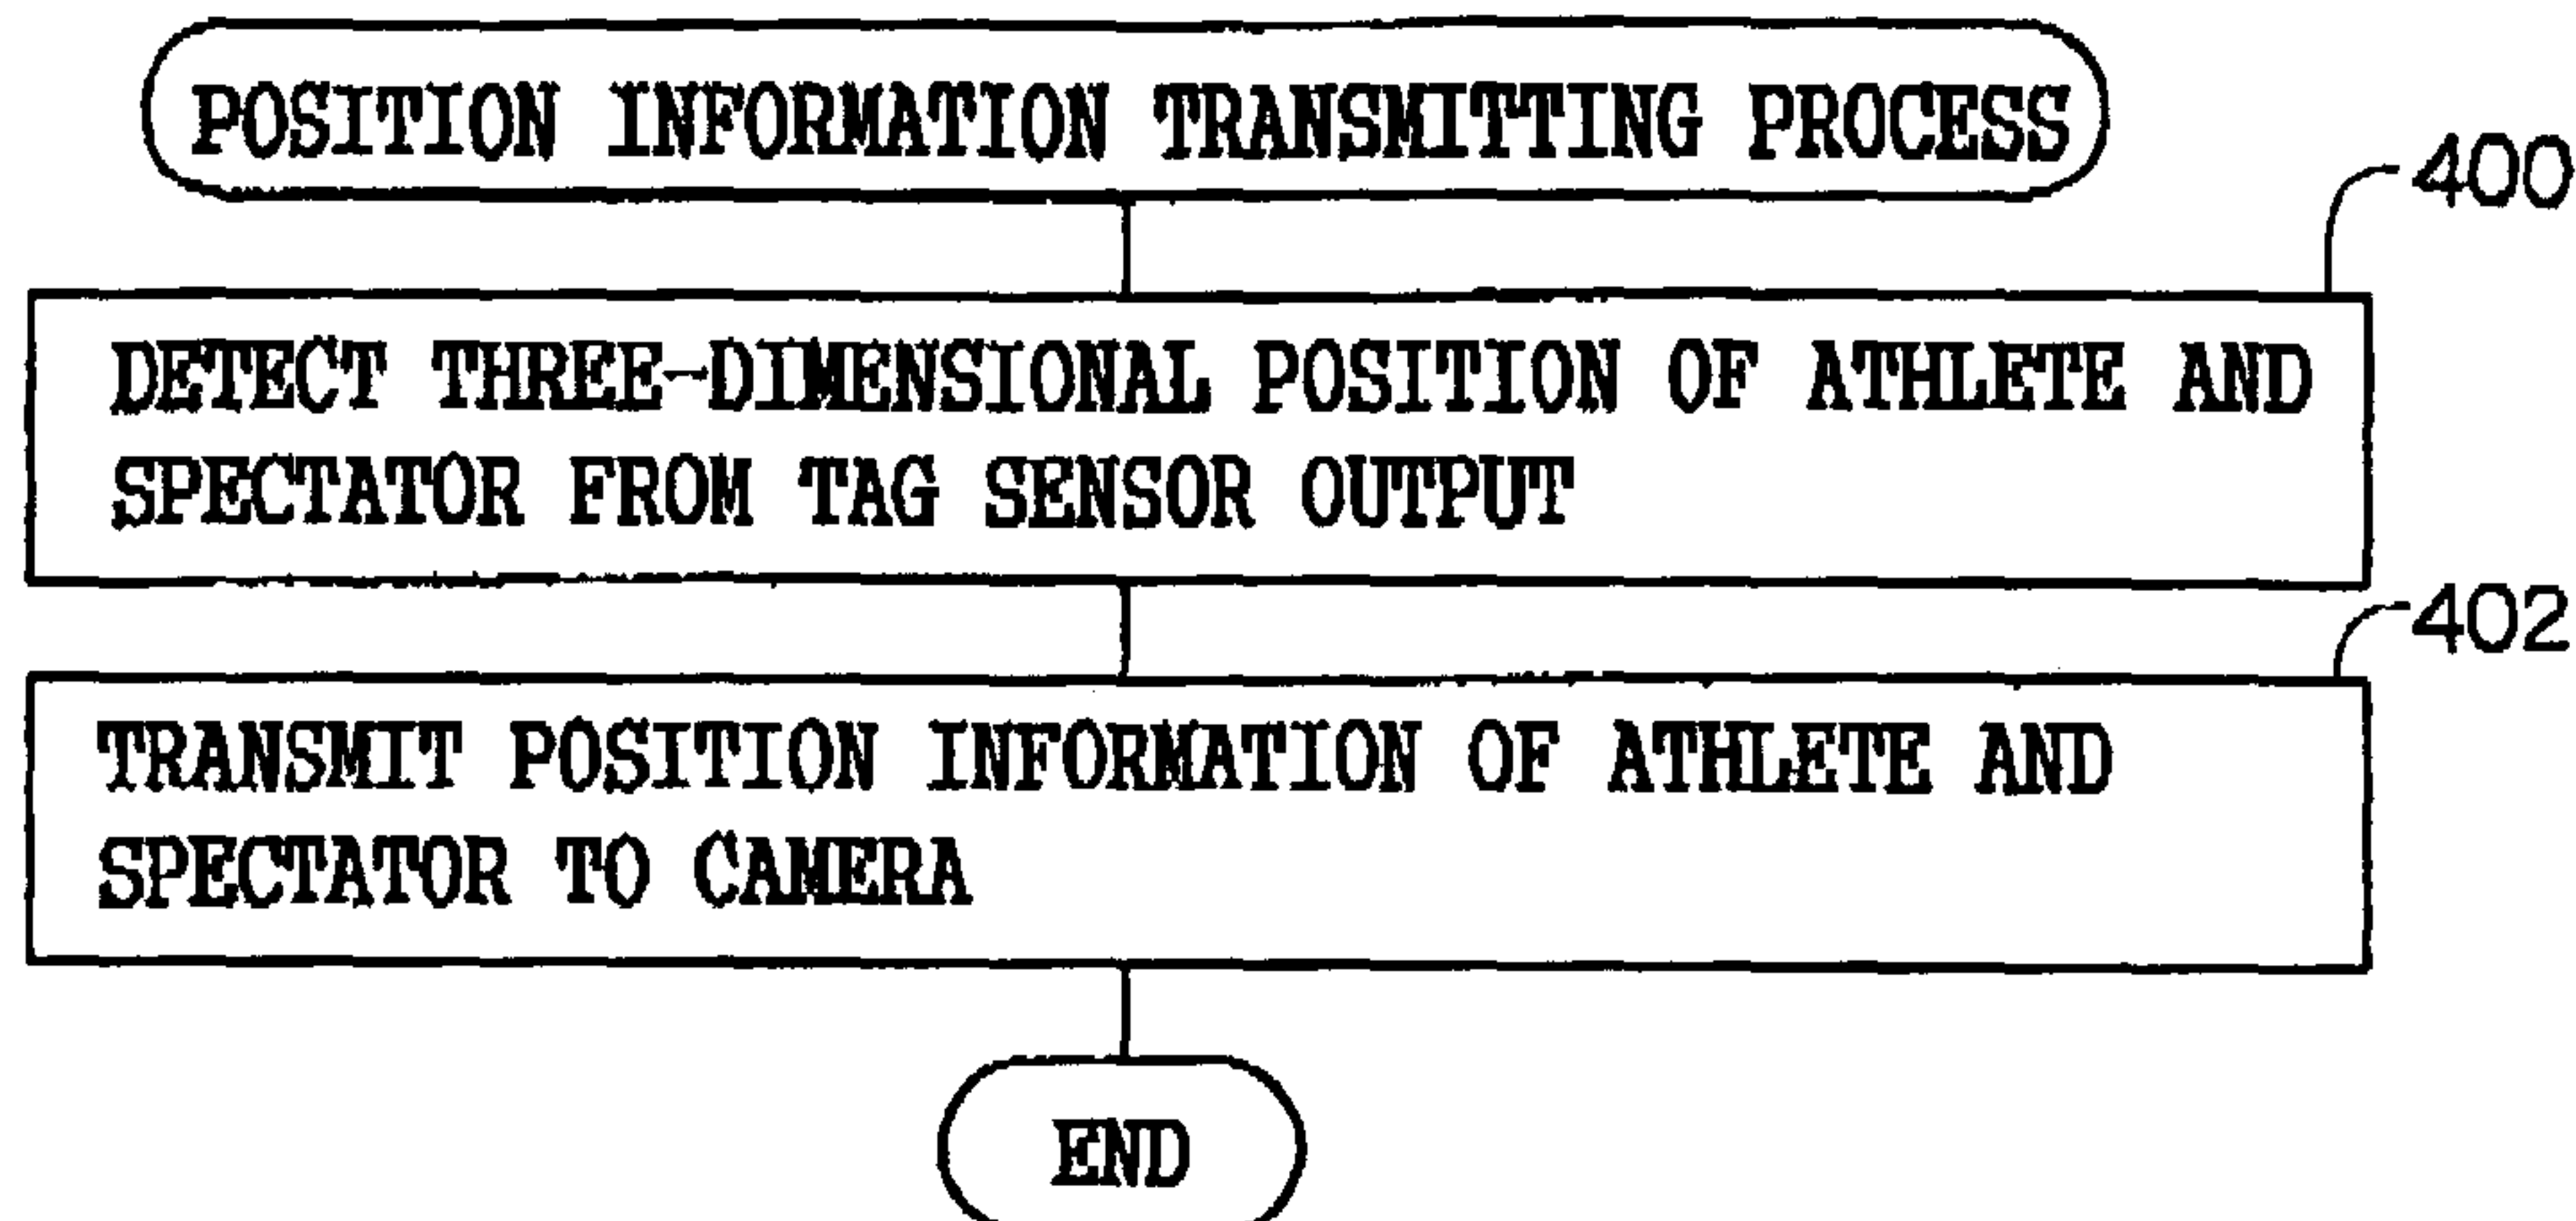 POSITION INFORMATION TRANSMITTING PROCESS
400
DETECT THREE-DIMENSIONAL POSITION OF ATHLETE AND
SPECTATOR FROM TAG SENSOR OUTPUT
402
TRANSMIT POSITION INFORMATION OF ATHLETE AND
SPECTATOR TO CAMERA
END